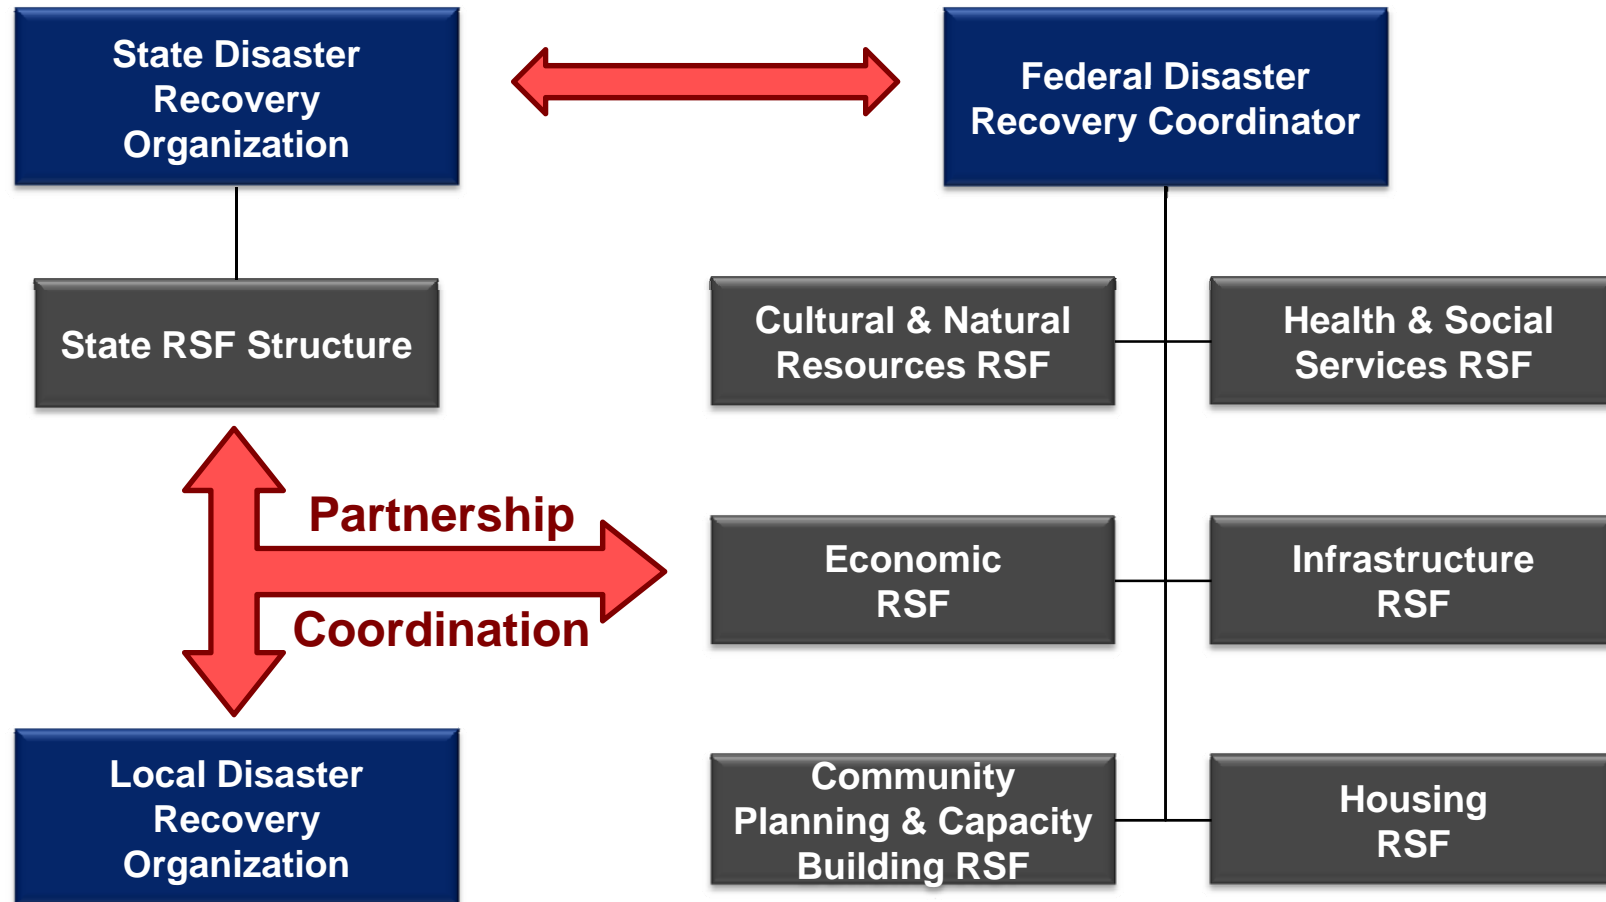 State Disaster
Recovery
Organization
Federal Disaster
Recovery Coordinator
State RSF Structure
Cultural & Natural
Resources RSF
Health & Social
Services RSF
Partnership
Coordination
Economic
RSF
Infrastructure
RSF
Local Disaster
Recovery
Organization
Community
Planning & Capacity
Building RSF
Housing
RSF